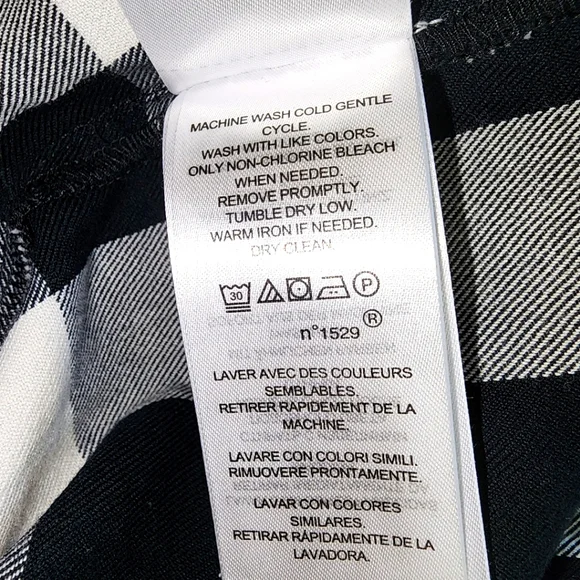 MACHINE WASH COLD GENTLE
CYCLE.
WASH WITH LIKE COLORS.
ONLY NON-CHLORINE BLEACH
WHEN NEEDED.
REMOVE PROMPTLY.
TUMBLE DRY LOW.
WARM IRON IF NEEDED.
DRY CLEAN.
30 P
n°1529 ®
LAVER AVEC DES COULEURS
SEMBLABLES.
RETIRER RAPIDEMENT DE LA
MACHINE.
LAVARE CON COLORI SIMILI.
RIMUOVERE PRONTAMENTE.
LAVAR CON COLORES
SIMILARES.
RETIRAR RÁPIDAMENTE DE LA
LAVADORA.